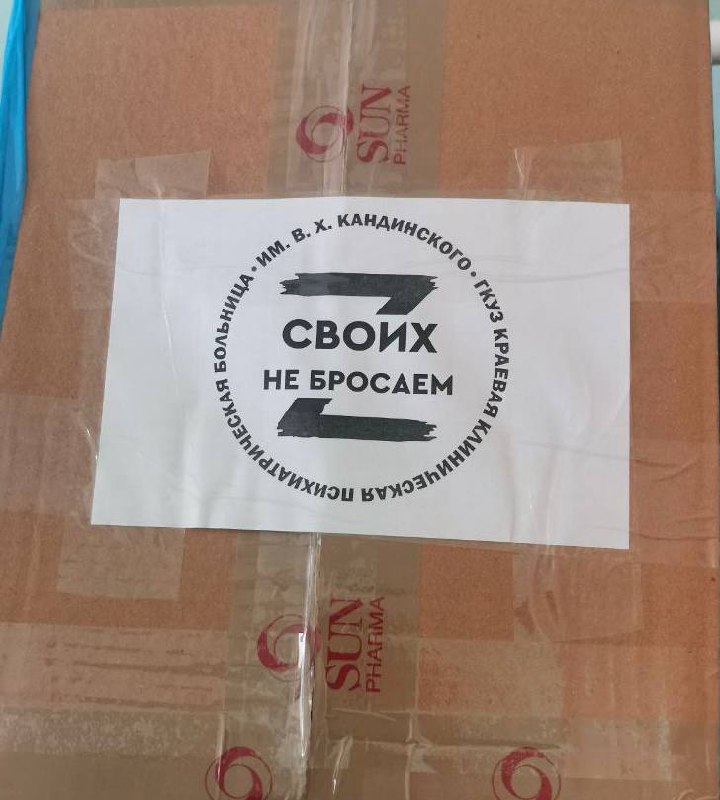 SUN
PHARMA
ГКУЗ КРАЕВАЯ КЛИНИЧЕСКАЯ ПСИХИАТРИЧЕСКАЯ БОЛЬНИЦА • ИМ. В. Х. КАНДИНСКОГО •
СВОИХ
НЕ БРОСАЕМ
SUN
PHARMA